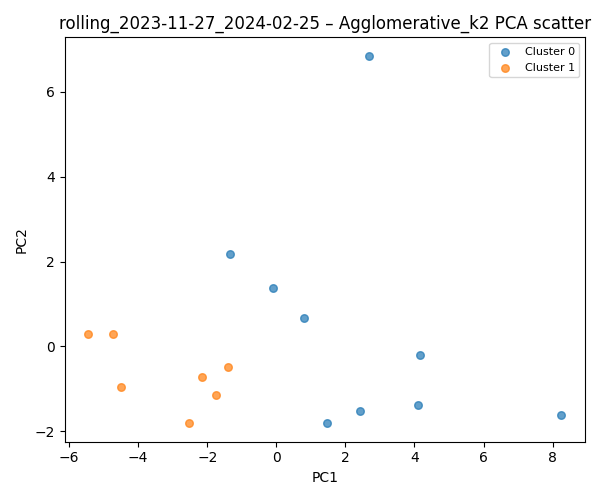 rolling_2023-11-27_2024-02-25 – Agglomerative_k2 PCA scatter
Cluster 0
Cluster 1
PC2
6
4
2
0
−2
−6
−4
−2
0
2
4
6
8
PC1